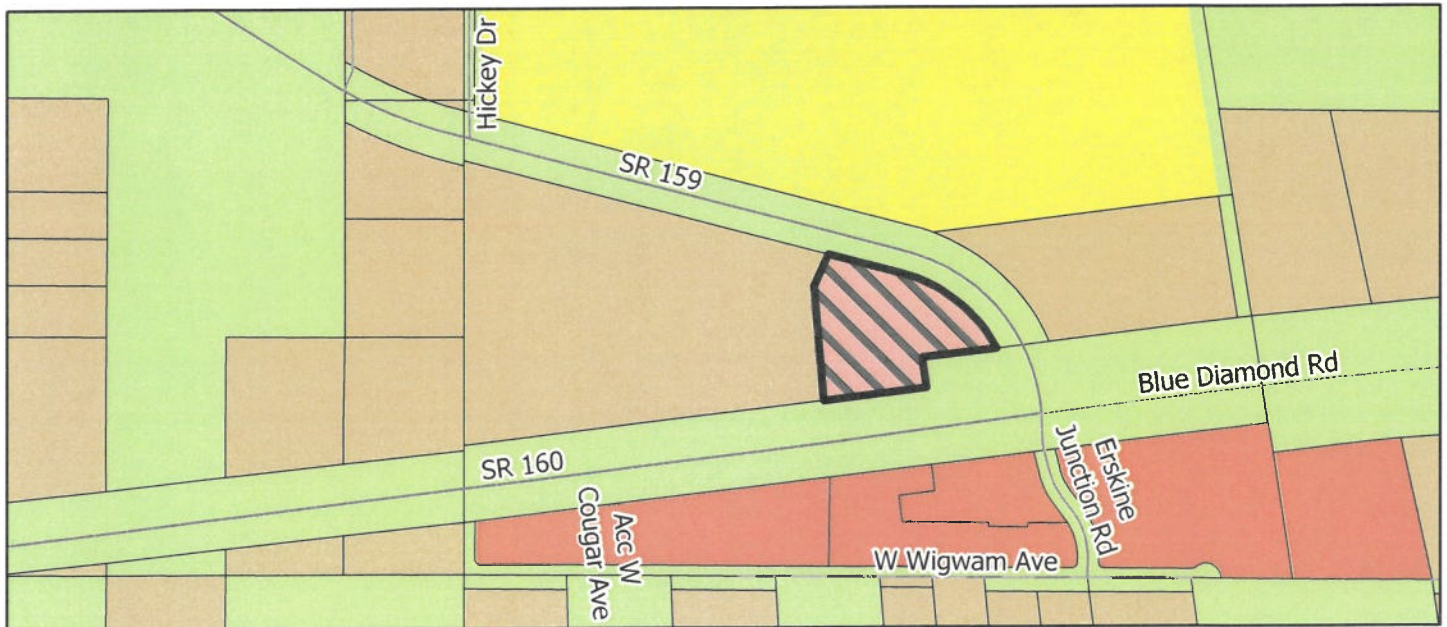 Hickey Dr
SR 159
Blue Diamond Rd
SR 160
Erskine
Junction Rd
Acc W
Cougar Ave
W Wigwam Ave